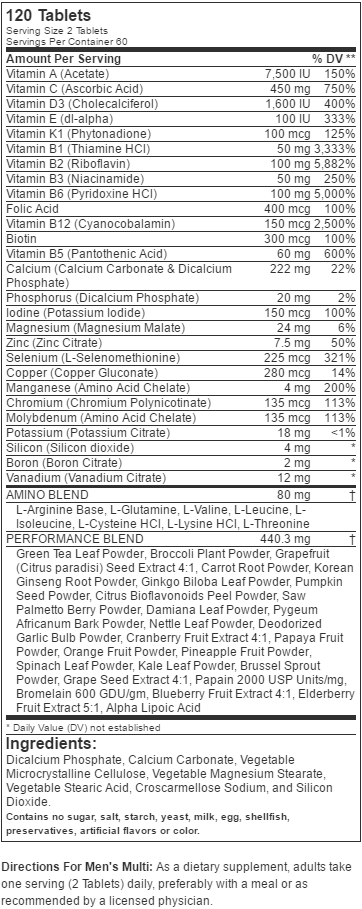 120 Tablets
Serving Size 2 Tablets
Servings Per Container 60
Amount Per Serving % DV **
Vitamin A (Acetate) 7,500 IU 150%
Vitamin C (Ascorbic Acid) 450 mg 750%
Vitamin D3 (Cholecalciferol) 1,600 IU 400%
Vitamin E (dl-alpha) 100 IU 333%
Vitamin K1 (Phytonadione) 100 mcg 125%
Vitamin B1 (Thiamine HCl) 50 mg 3,333%
Vitamin B2 (Riboflavin) 100 mg 5,882%
Vitamin B3 (Niacinamide) 50 mg 250%
Vitamin B6 (Pyridoxine HCl) 100 mg 5,000%
Folic Acid 400 mcg 100%
Vitamin B12 (Cyanocobalamin) 150 mcg 2,500%
Biotin 300 mcg 100%
Vitamin B5 (Pantothenic Acid) 60 mg 600%
Calcium (Calcium Carbonate & Dicalcium 222 mg 22%
Phosphate)
Phosphorus (Dicalcium Phosphate) 20 mg 2%
Iodine (Potassium Iodide) 150 mcg 100%
Magnesium (Magnesium Malate) 24 mg 6%
Zinc (Zinc Citrate) 7.5 mg 50%
Selenium (L-Selenomethionine) 225 mcg 321%
Copper (Copper Gluconate) 280 mcg 14%
Manganese (Amino Acid Chelate) 4 mg 200%
Chromium (Chromium Polynicotinate) 135 mcg 113%
Molybdenum (Amino Acid Chelate) 135 mcg 113%
Potassium (Potassium Citrate) 18 mg <1%
Silicon (Silicon dioxide) 4 mg *
Boron (Boron Citrate) 2 mg *
Vanadium (Vanadium Citrate) 12 mg *
AMINO BLEND 80 mg †
L-Arginine Base, L-Glutamine, L-Valine, L-Leucine, L-
Isoleucine, L-Cysteine HCl, L-Lysine HCl, L-Threonine
PERFORMANCE BLEND 440.3 mg †
Green Tea Leaf Powder, Broccoli Plant Powder, Grapefruit
(Citrus paradisi) Seed Extract 4:1, Carrot Root Powder, Korean
Ginseng Root Powder, Ginkgo Biloba Leaf Powder, Pumpkin
Seed Powder, Citrus Bioflavonoids Peel Powder, Saw
Palmetto Berry Powder, Damiana Leaf Powder, Pygeum
Africanum Bark Powder, Nettle Leaf Powder, Deodorized
Garlic Bulb Powder, Cranberry Fruit Extract 4:1, Papaya Fruit
Powder, Orange Fruit Powder, Pineapple Fruit Powder,
Spinach Leaf Powder, Kale Leaf Powder, Brussel Sprout
Powder, Grape Seed Extract 4:1, Papain 2000 USP Units/mg,
Bromelain 600 GDU/gm, Blueberry Fruit Extract 4:1, Elderberry
Fruit Extract 5:1, Alpha Lipoic Acid
* Daily Value (DV) not established
Ingredients:
Dicalcium Phosphate, Calcium Carbonate, Vegetable
Microcrystalline Cellulose, Vegetable Magnesium Stearate,
Vegetable Stearic Acid, Croscarmellose Sodium, and Silicon
Dioxide.
Contains no sugar, salt, starch, yeast, milk, egg, shellfish,
preservatives, artificial flavors or color.
Directions For Men's Multi: As a dietary supplement, adults take
one serving (2 Tablets) daily, preferably with a meal or as
recommended by a licensed physician.